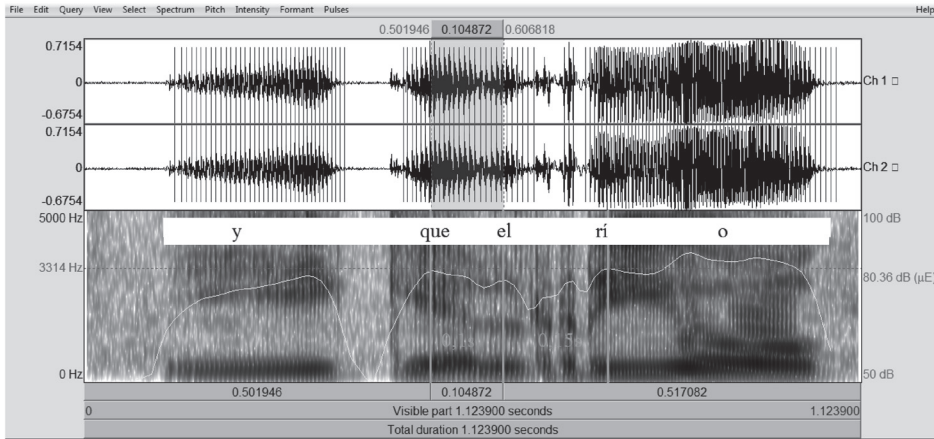 File Edit Query View Select Spectrum Pitch Intensity Formant Pulses Help
0.501946 0.104872 0.606818
0.7154
0
-0.6754
Ch 1
0.7154
0
-0.6754
Ch 2
5000 Hz
100 dB
y que el rí o
3314 Hz
80.36 dB (µE)
0 Hz
50 dB
0.501946 0.104872 0.517082
0 Visible part 1.123900 seconds 1.123900
Total duration 1.123900 seconds